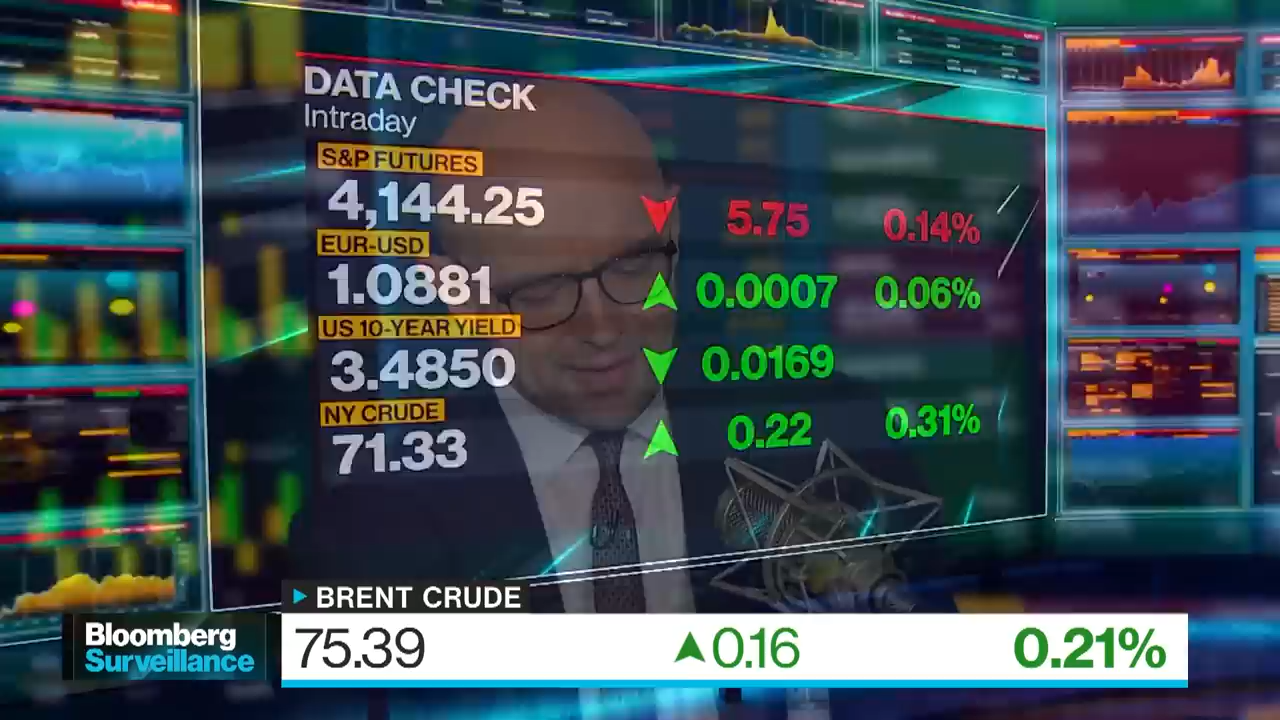 DATA CHECK
Intraday
S&P FUTURES
4,144.25 ▼ 5.75 0.14%
EUR-USD
1.0881 ▲ 0.0007 0.06%
US 10-YEAR YIELD
3.4850 ▼ 0.0169
NY CRUDE
71.33 ▲ 0.22 0.31%
BRENT CRUDE
Bloomberg
Surveillance
75.39 ▲ 0.16 0.21%